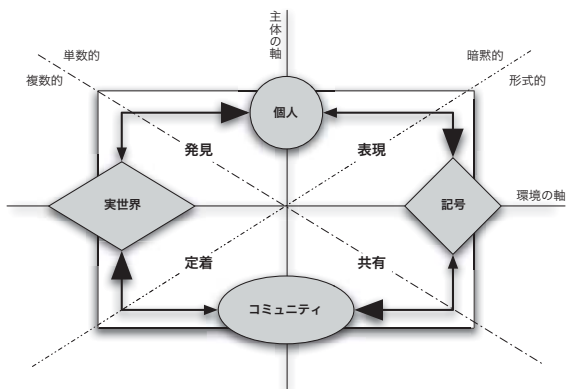 主体の軸
単数的
暗黙的
複数的
形式的
個人
発見
表現
実世界
記号
環境の軸
定着
共有
コミュニティ